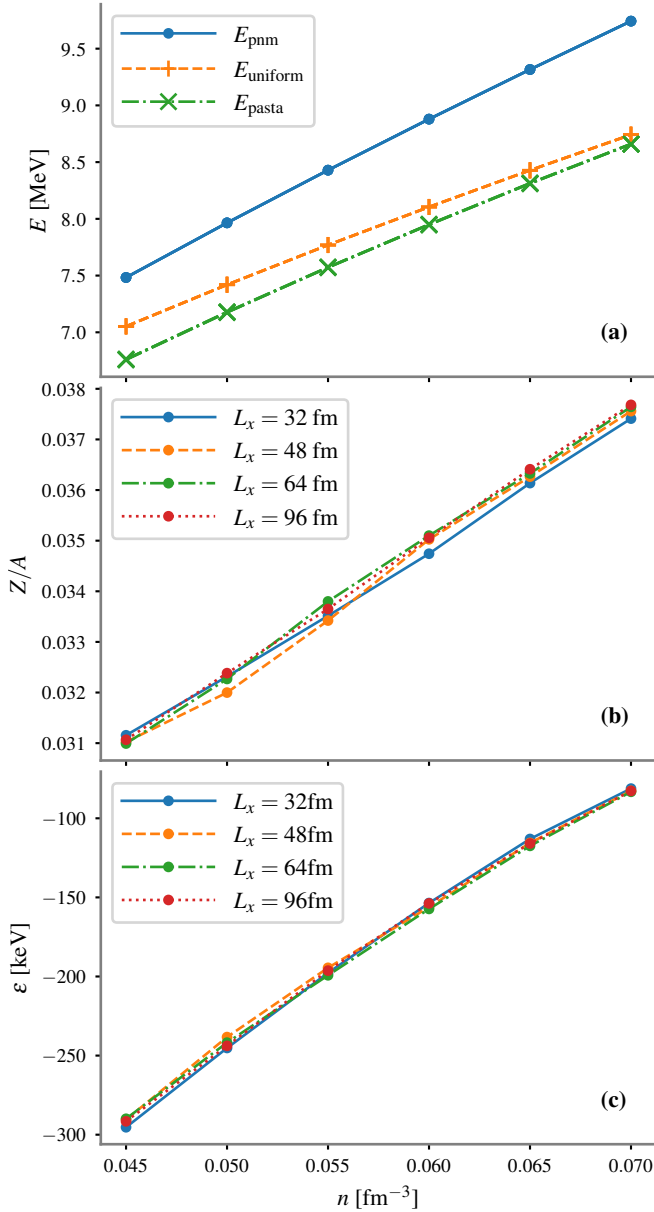 9.5
9.0
8.5
8.0
7.5
7.0
E [MeV]
E_pnm
E_uniform
E_pasta
(a)
0.038
0.037
0.036
0.035
0.034
0.033
0.032
0.031
Z/A
L_x = 32 fm
L_x = 48 fm
L_x = 64 fm
L_x = 96 fm
(b)
−100
−150
−200
−250
−300
ε [keV]
L_x = 32fm
L_x = 48fm
L_x = 64fm
L_x = 96fm
(c)
0.045 0.050 0.055 0.060 0.065 0.070
n [fm⁻³]